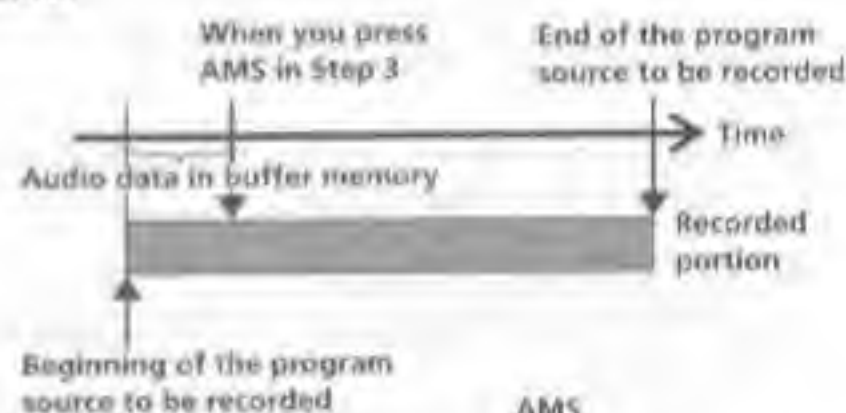 When you press
AMS in Step 3
End of the program
source to be recorded
Time
Audio data in buffer memory
Recorded
portion
Beginning of the program
source to be recorded
AMS